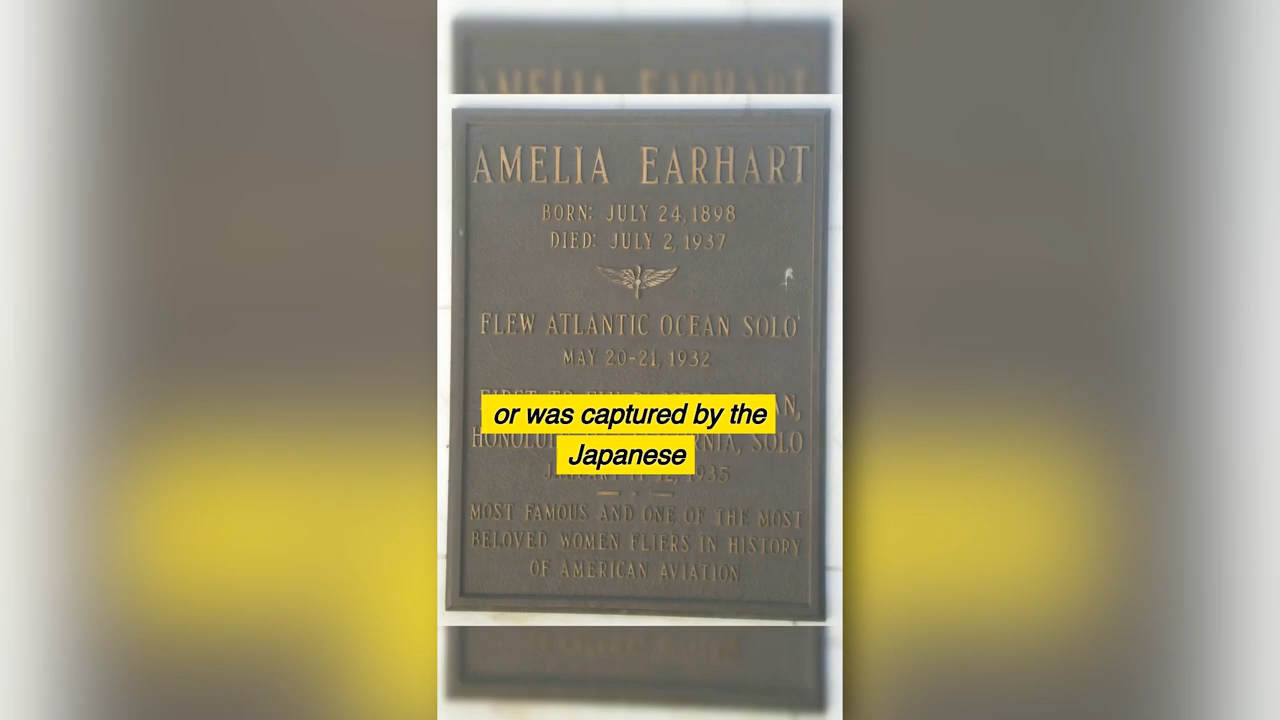 AMELIA EARHART
AMELIA EARHART
BORN: JULY 24, 1898
DIED: JULY 2, 1937
FLEW ATLANTIC OCEAN SOLO
MAY 20-21, 1932
or was captured by the
Japanese
SOLO
MOST FAMOUS AND ONE OF THE MOST
BELOVED WOMEN FLIERS IN HISTORY
OF AMERICAN AVIATION